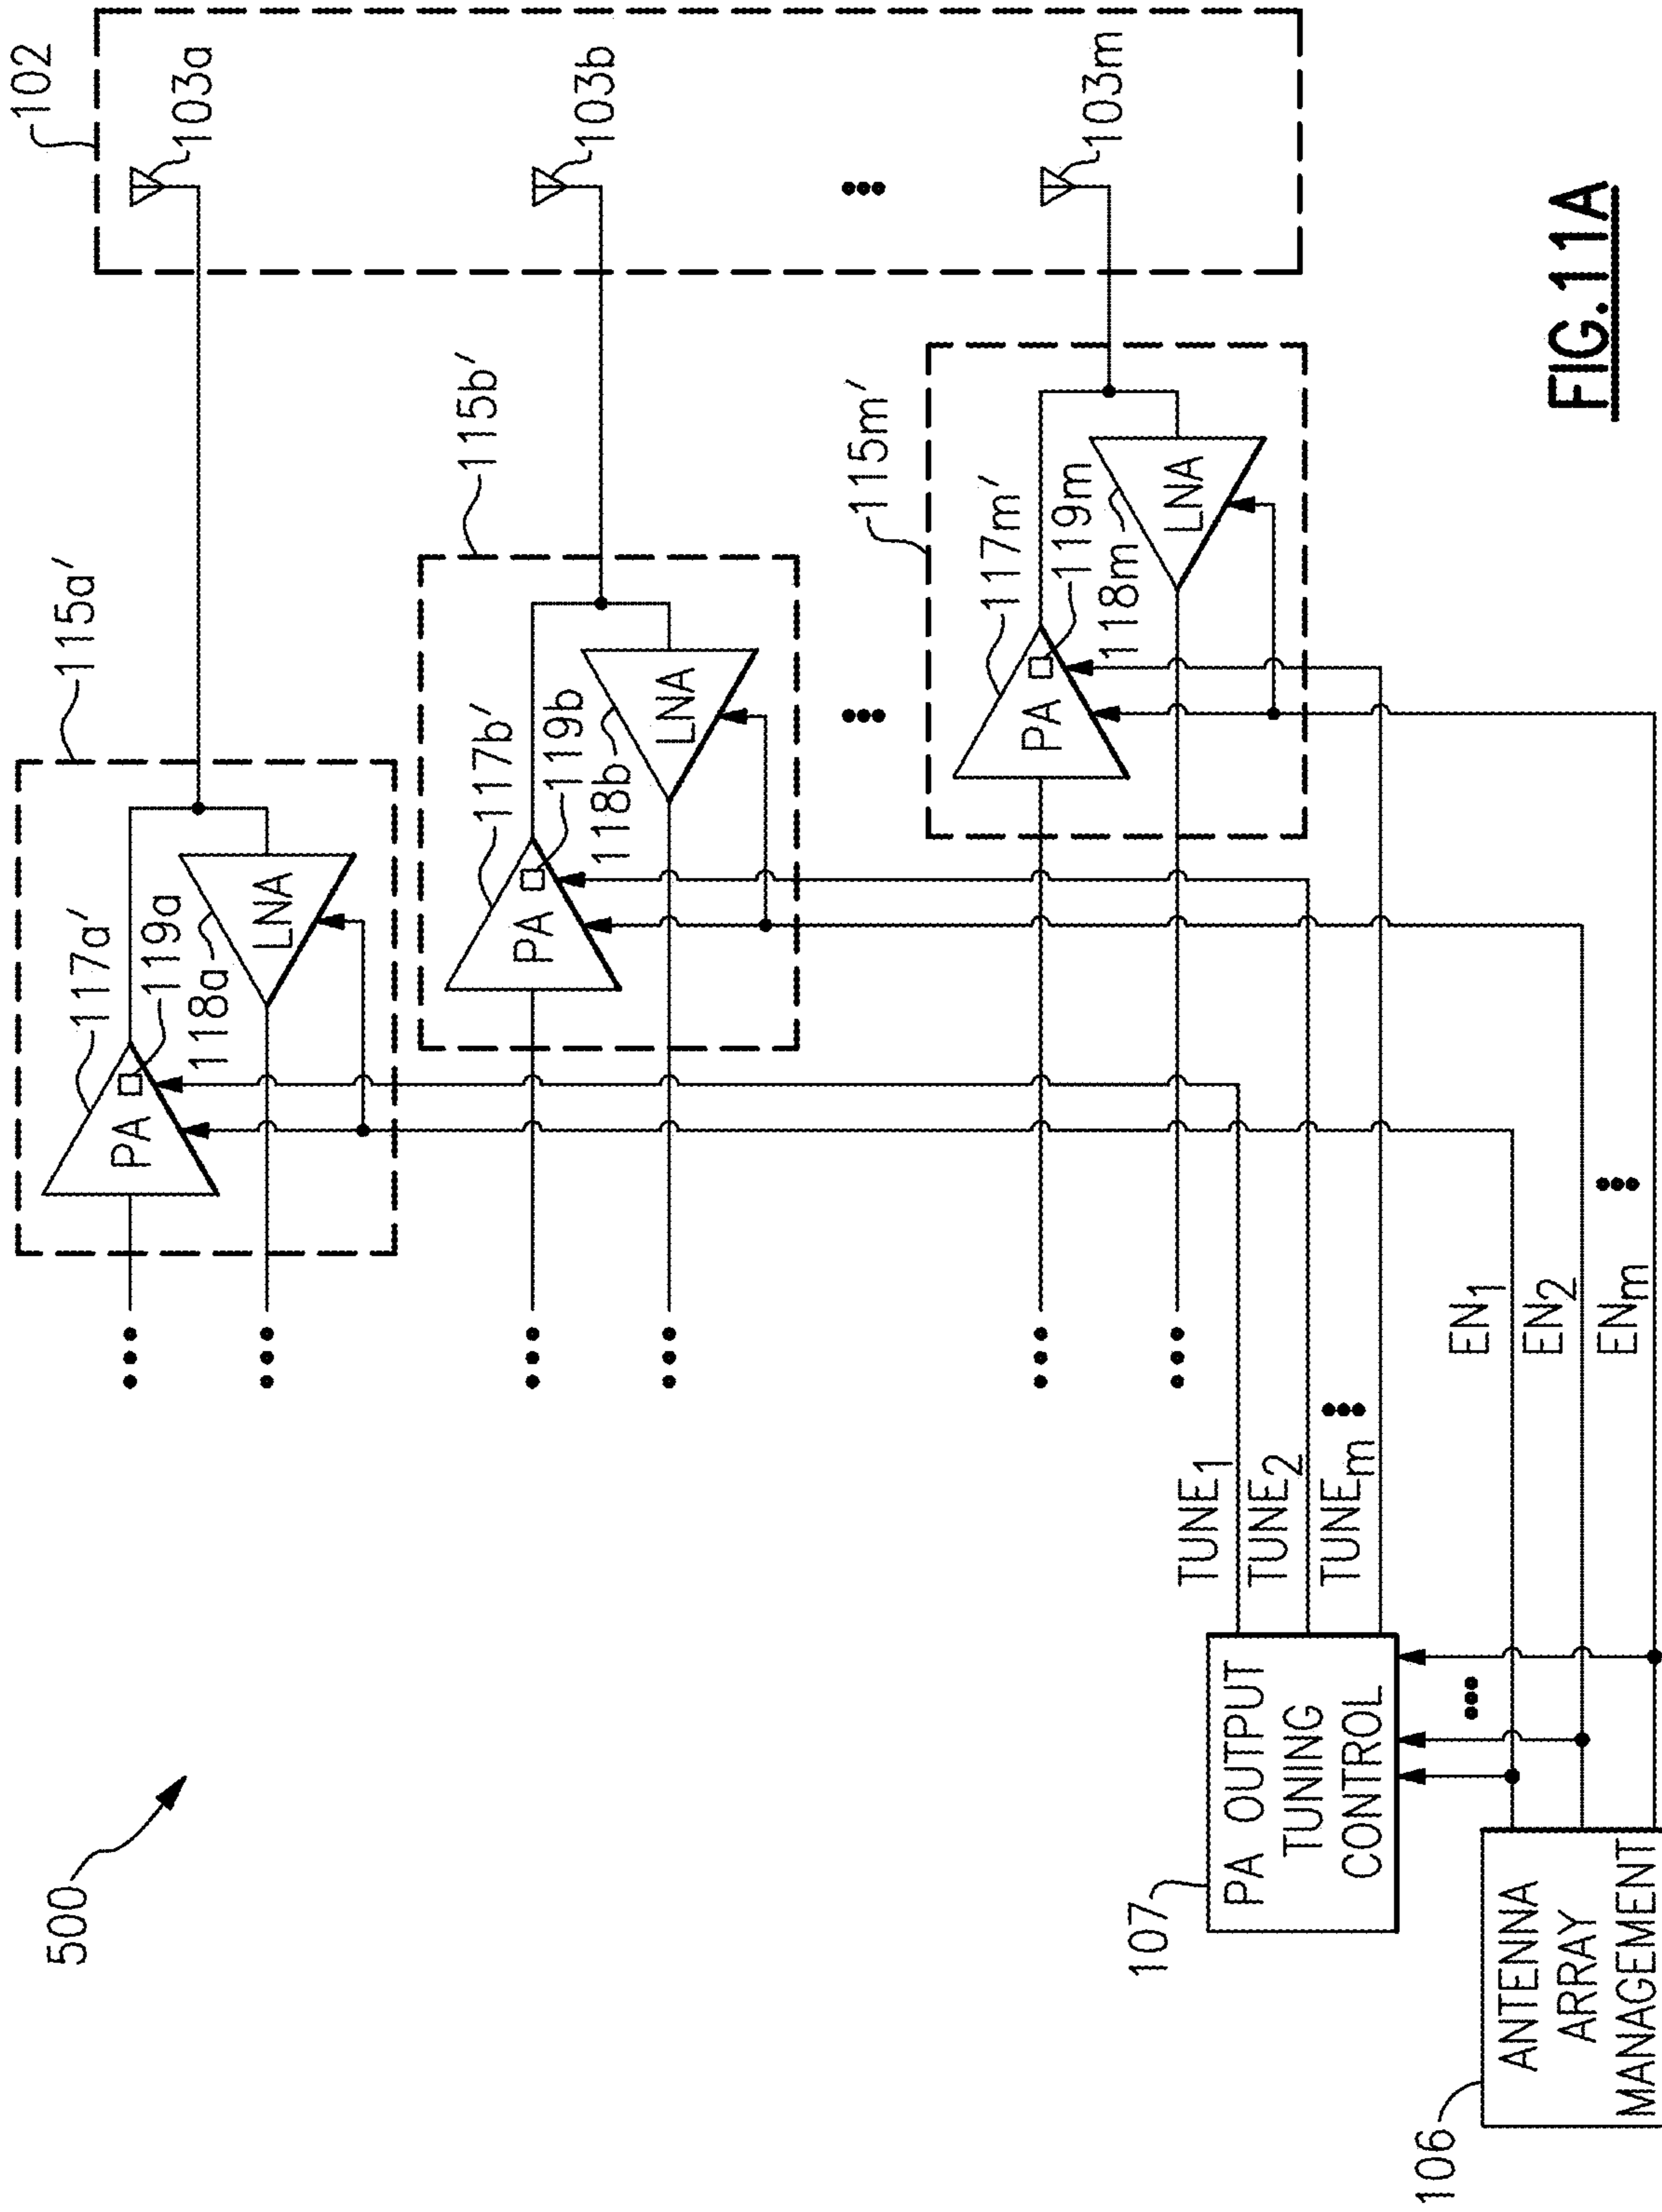 500
102
103a
103b
103m
115a′
117a′
PA
119a
118a
LNA
115b′
117b′
PA
119b
118b
LNA
115m′
117m′
PA
119m
118m
LNA
107
PA OUTPUT
TUNING
CONTROL
TUNE1
TUNE2
TUNEm
106
ANTENNA
ARRAY
MANAGEMENT
EN1
EN2
ENm
FIG.11A